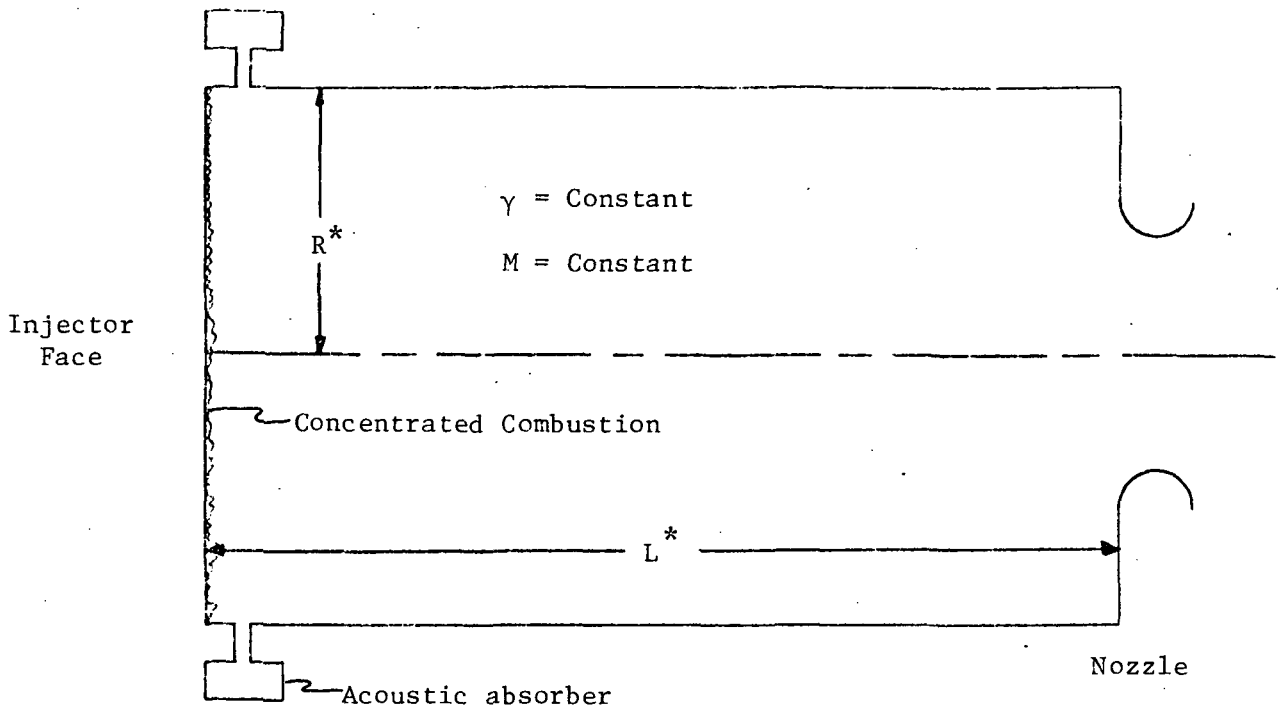 γ = Constant
R*
M = Constant
Injector
Face
Concentrated Combustion
L*
Nozzle
Acoustic absorber